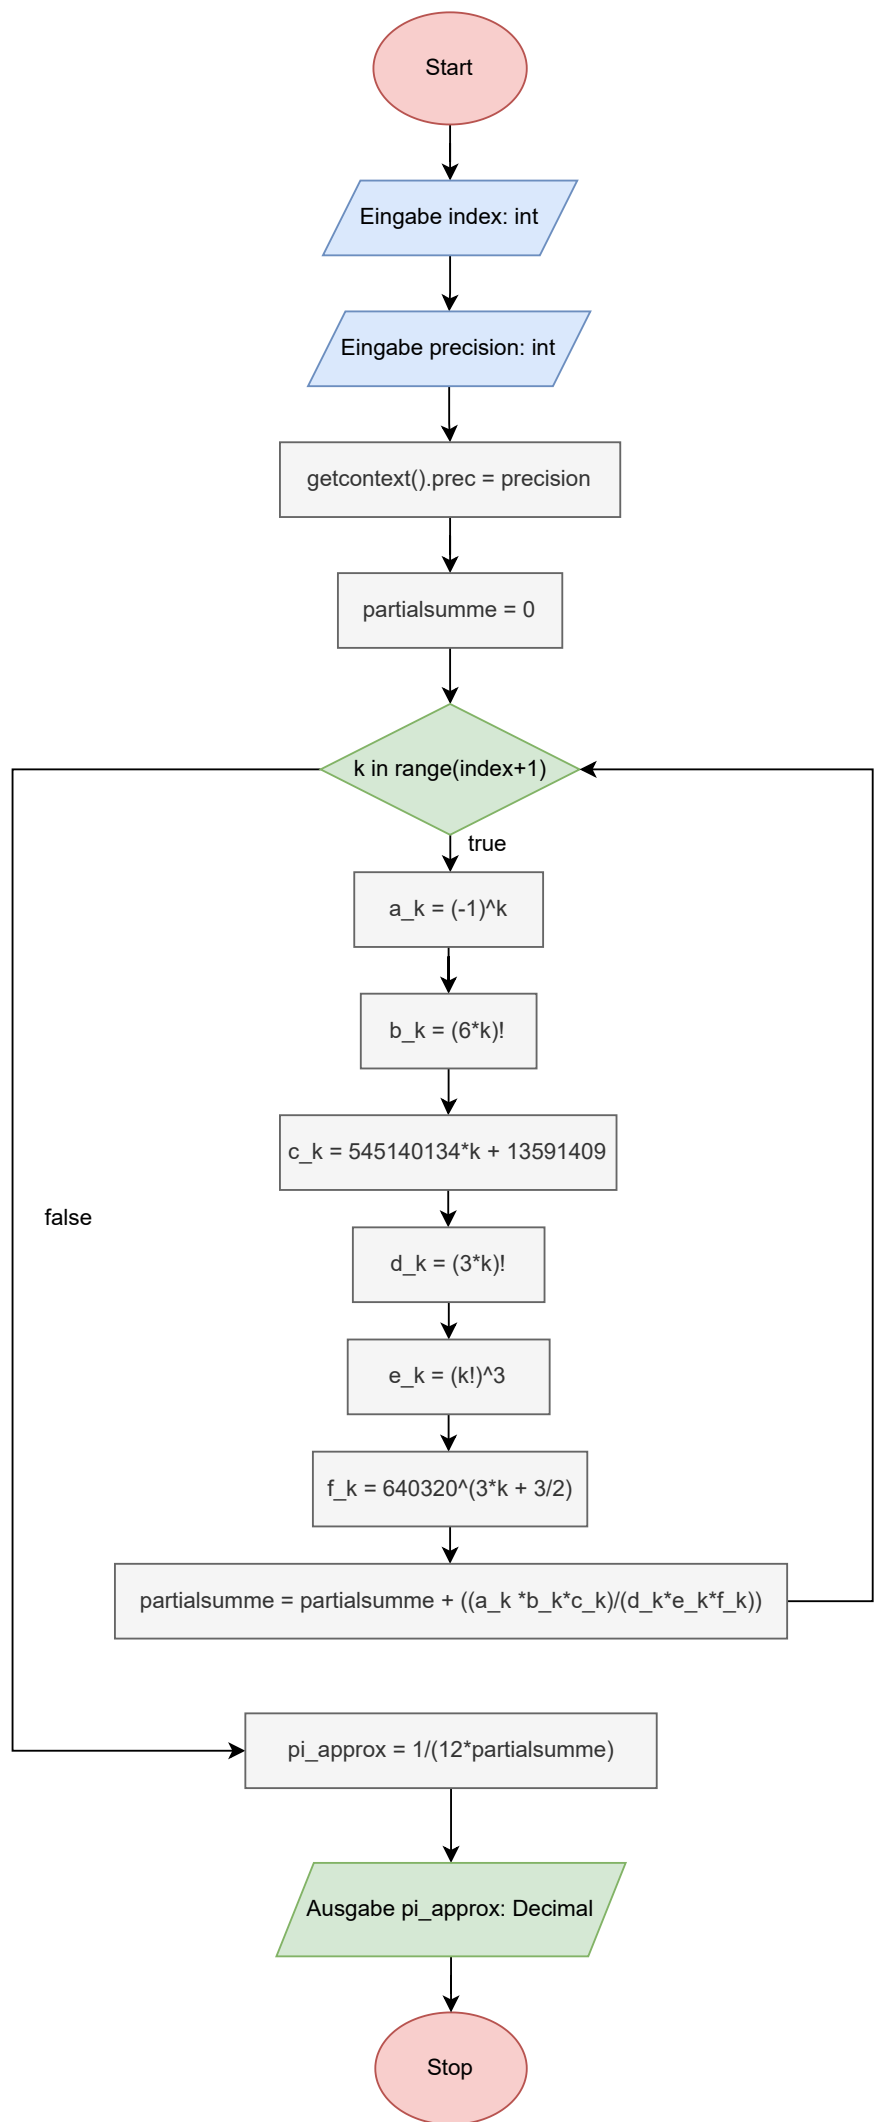 Start
Eingabe index: int
Eingabe precision: int
getcontext().prec = precision
partialsumme = 0
k in range(index+1)
true
a_k = (-1)^k
b_k = (6*k)!
c_k = 545140134*k + 13591409
false
d_k = (3*k)!
e_k = (k!)^3
f_k = 640320^(3*k + 3/2)
partialsumme = partialsumme + ((a_k *b_k*c_k)/(d_k*e_k*f_k))
pi_approx = 1/(12*partialsumme)
Ausgabe pi_approx: Decimal
Stop